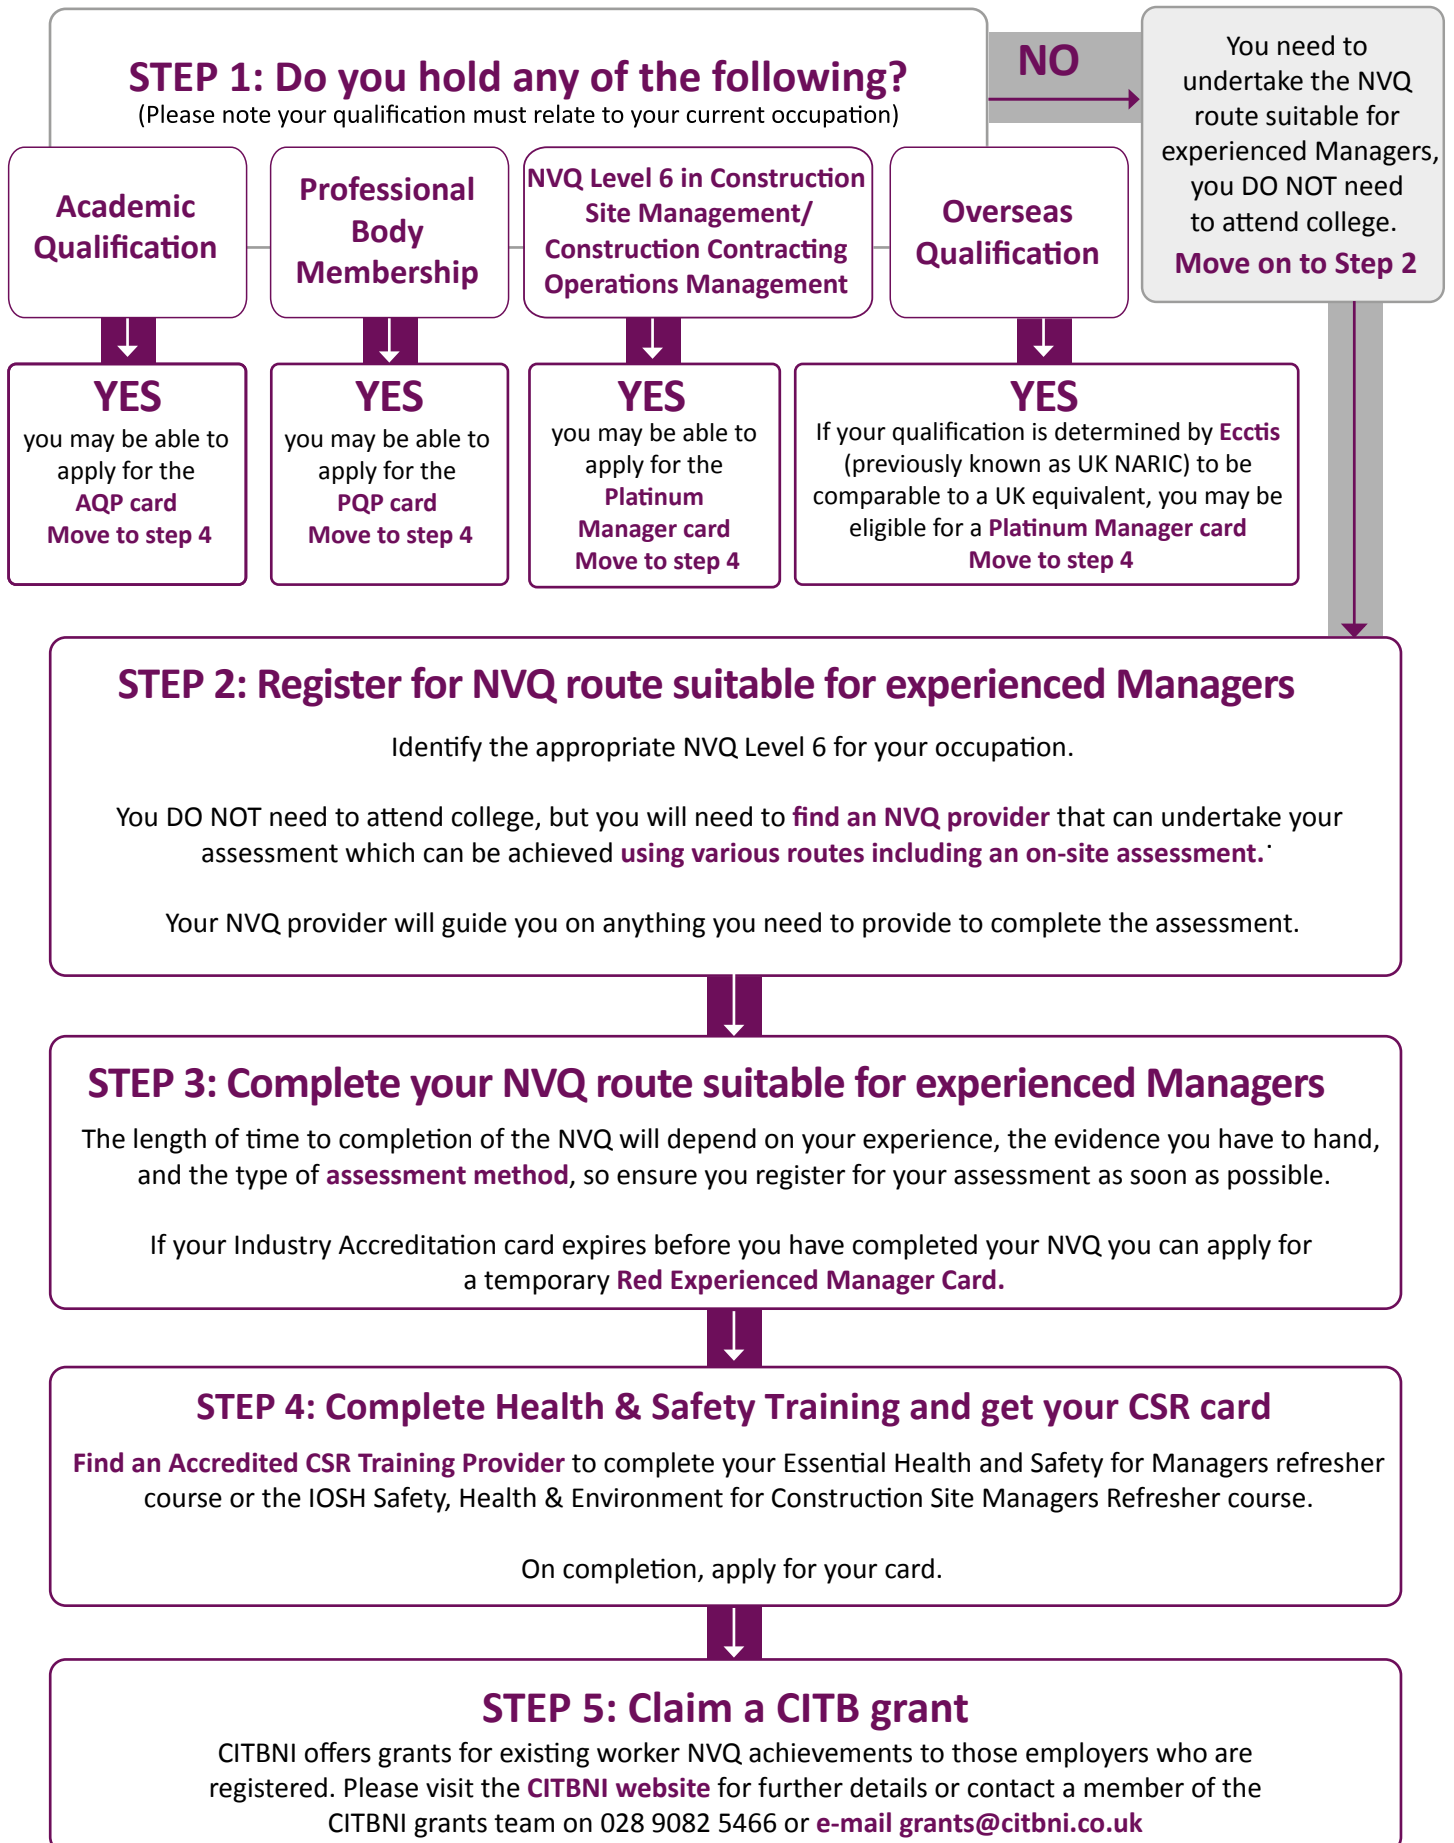 STEP 1: Do you hold any of the following?
(Please note your qualification must relate to your current occupation)
NO
You need to
undertake the NVQ
route suitable for
experienced Managers,
you DO NOT need
to attend college.
Move on to Step 2
Academic
Qualification
Professional
Body
Membership
NVQ Level 6 in Construction
Site Management/
Construction Contracting
Operations Management
Overseas
Qualification
YES
you may be able to
apply for the
AQP card
Move to step 4
YES
you may be able to
apply for the
PQP card
Move to step 4
YES
you may be able to
apply for the
Platinum
Manager card
Move to step 4
YES
If your qualification is determined by Ecctis
(previously known as UK NARIC) to be
comparable to a UK equivalent, you may be
eligible for a Platinum Manager card
Move to step 4
STEP 2: Register for NVQ route suitable for experienced Managers
Identify the appropriate NVQ Level 6 for your occupation.
You DO NOT need to attend college, but you will need to find an NVQ provider that can undertake your
assessment which can be achieved using various routes including an on-site assessment.
Your NVQ provider will guide you on anything you need to provide to complete the assessment.
STEP 3: Complete your NVQ route suitable for experienced Managers
The length of time to completion of the NVQ will depend on your experience, the evidence you have to hand,
and the type of assessment method, so ensure you register for your assessment as soon as possible.
If your Industry Accreditation card expires before you have completed your NVQ you can apply for
a temporary Red Experienced Manager Card.
STEP 4: Complete Health & Safety Training and get your CSR card
Find an Accredited CSR Training Provider to complete your Essential Health and Safety for Managers refresher
course or the IOSH Safety, Health & Environment for Construction Site Managers Refresher course.
On completion, apply for your card.
STEP 5: Claim a CITB grant
CITBNI offers grants for existing worker NVQ achievements to those employers who are
registered. Please visit the CITBNI website for further details or contact a member of the
CITBNI grants team on 028 9082 5466 or e-mail grants@citbni.co.uk